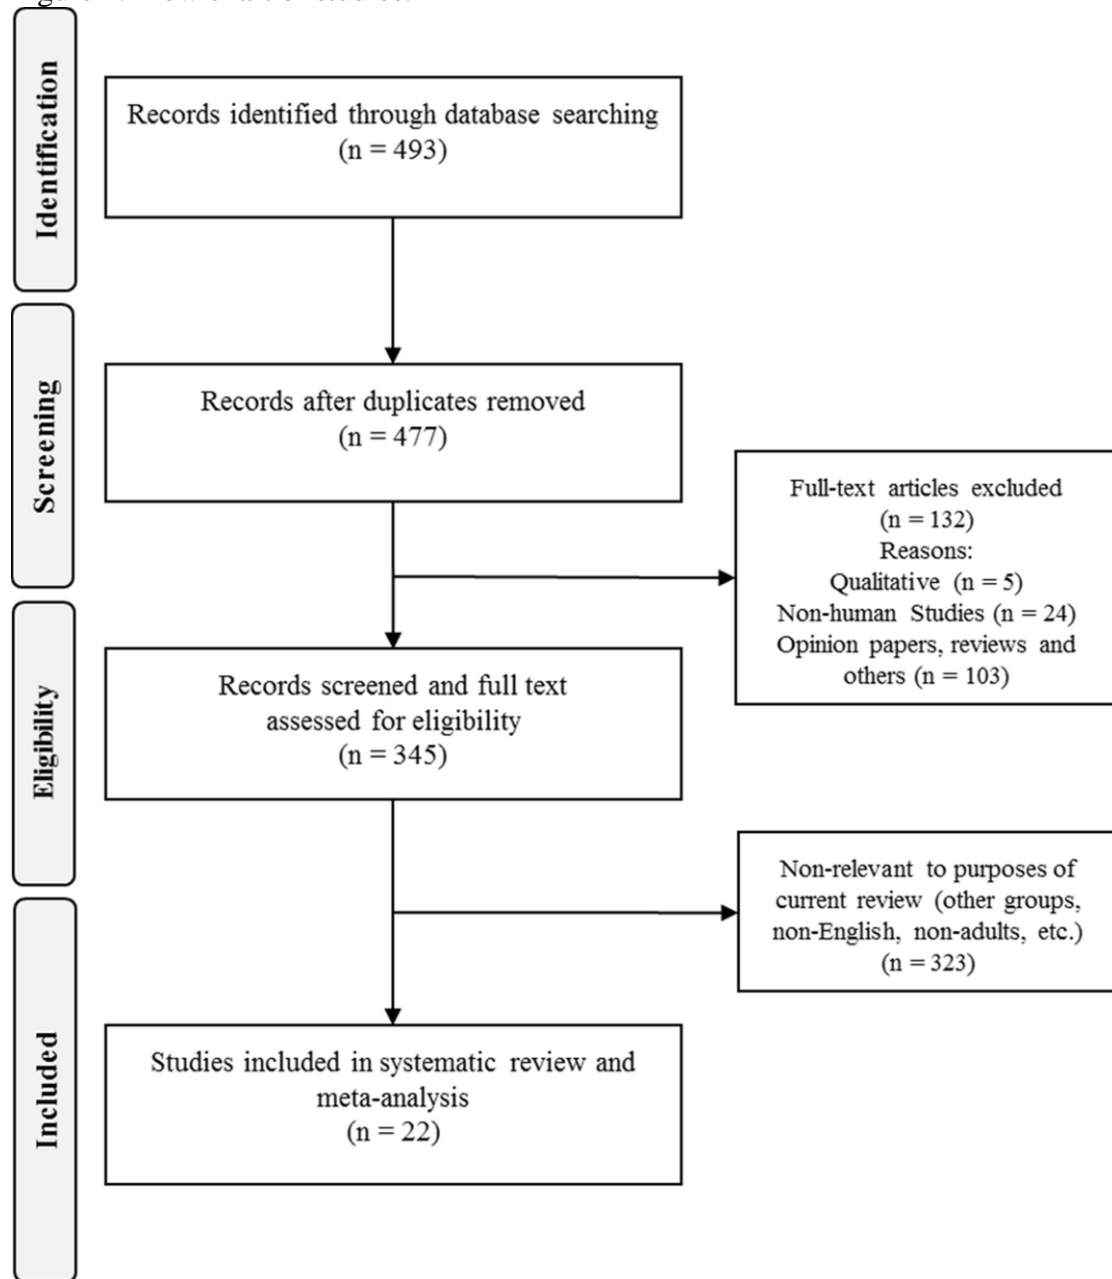 Identification
Records identified through database searching
(n = 493)
Screening
Records after duplicates removed
(n = 477)
Full-text articles excluded
(n = 132)
Reasons:
Qualitative (n = 5)
Non-human Studies (n = 24)
Opinion papers, reviews and
others (n = 103)
Eligibility
Records screened and full text
assessed for eligibility
(n = 345)
Non-relevant to purposes of
current review (other groups,
non-English, non-adults, etc.)
(n = 323)
Included
Studies included in systematic review and
meta-analysis
(n = 22)